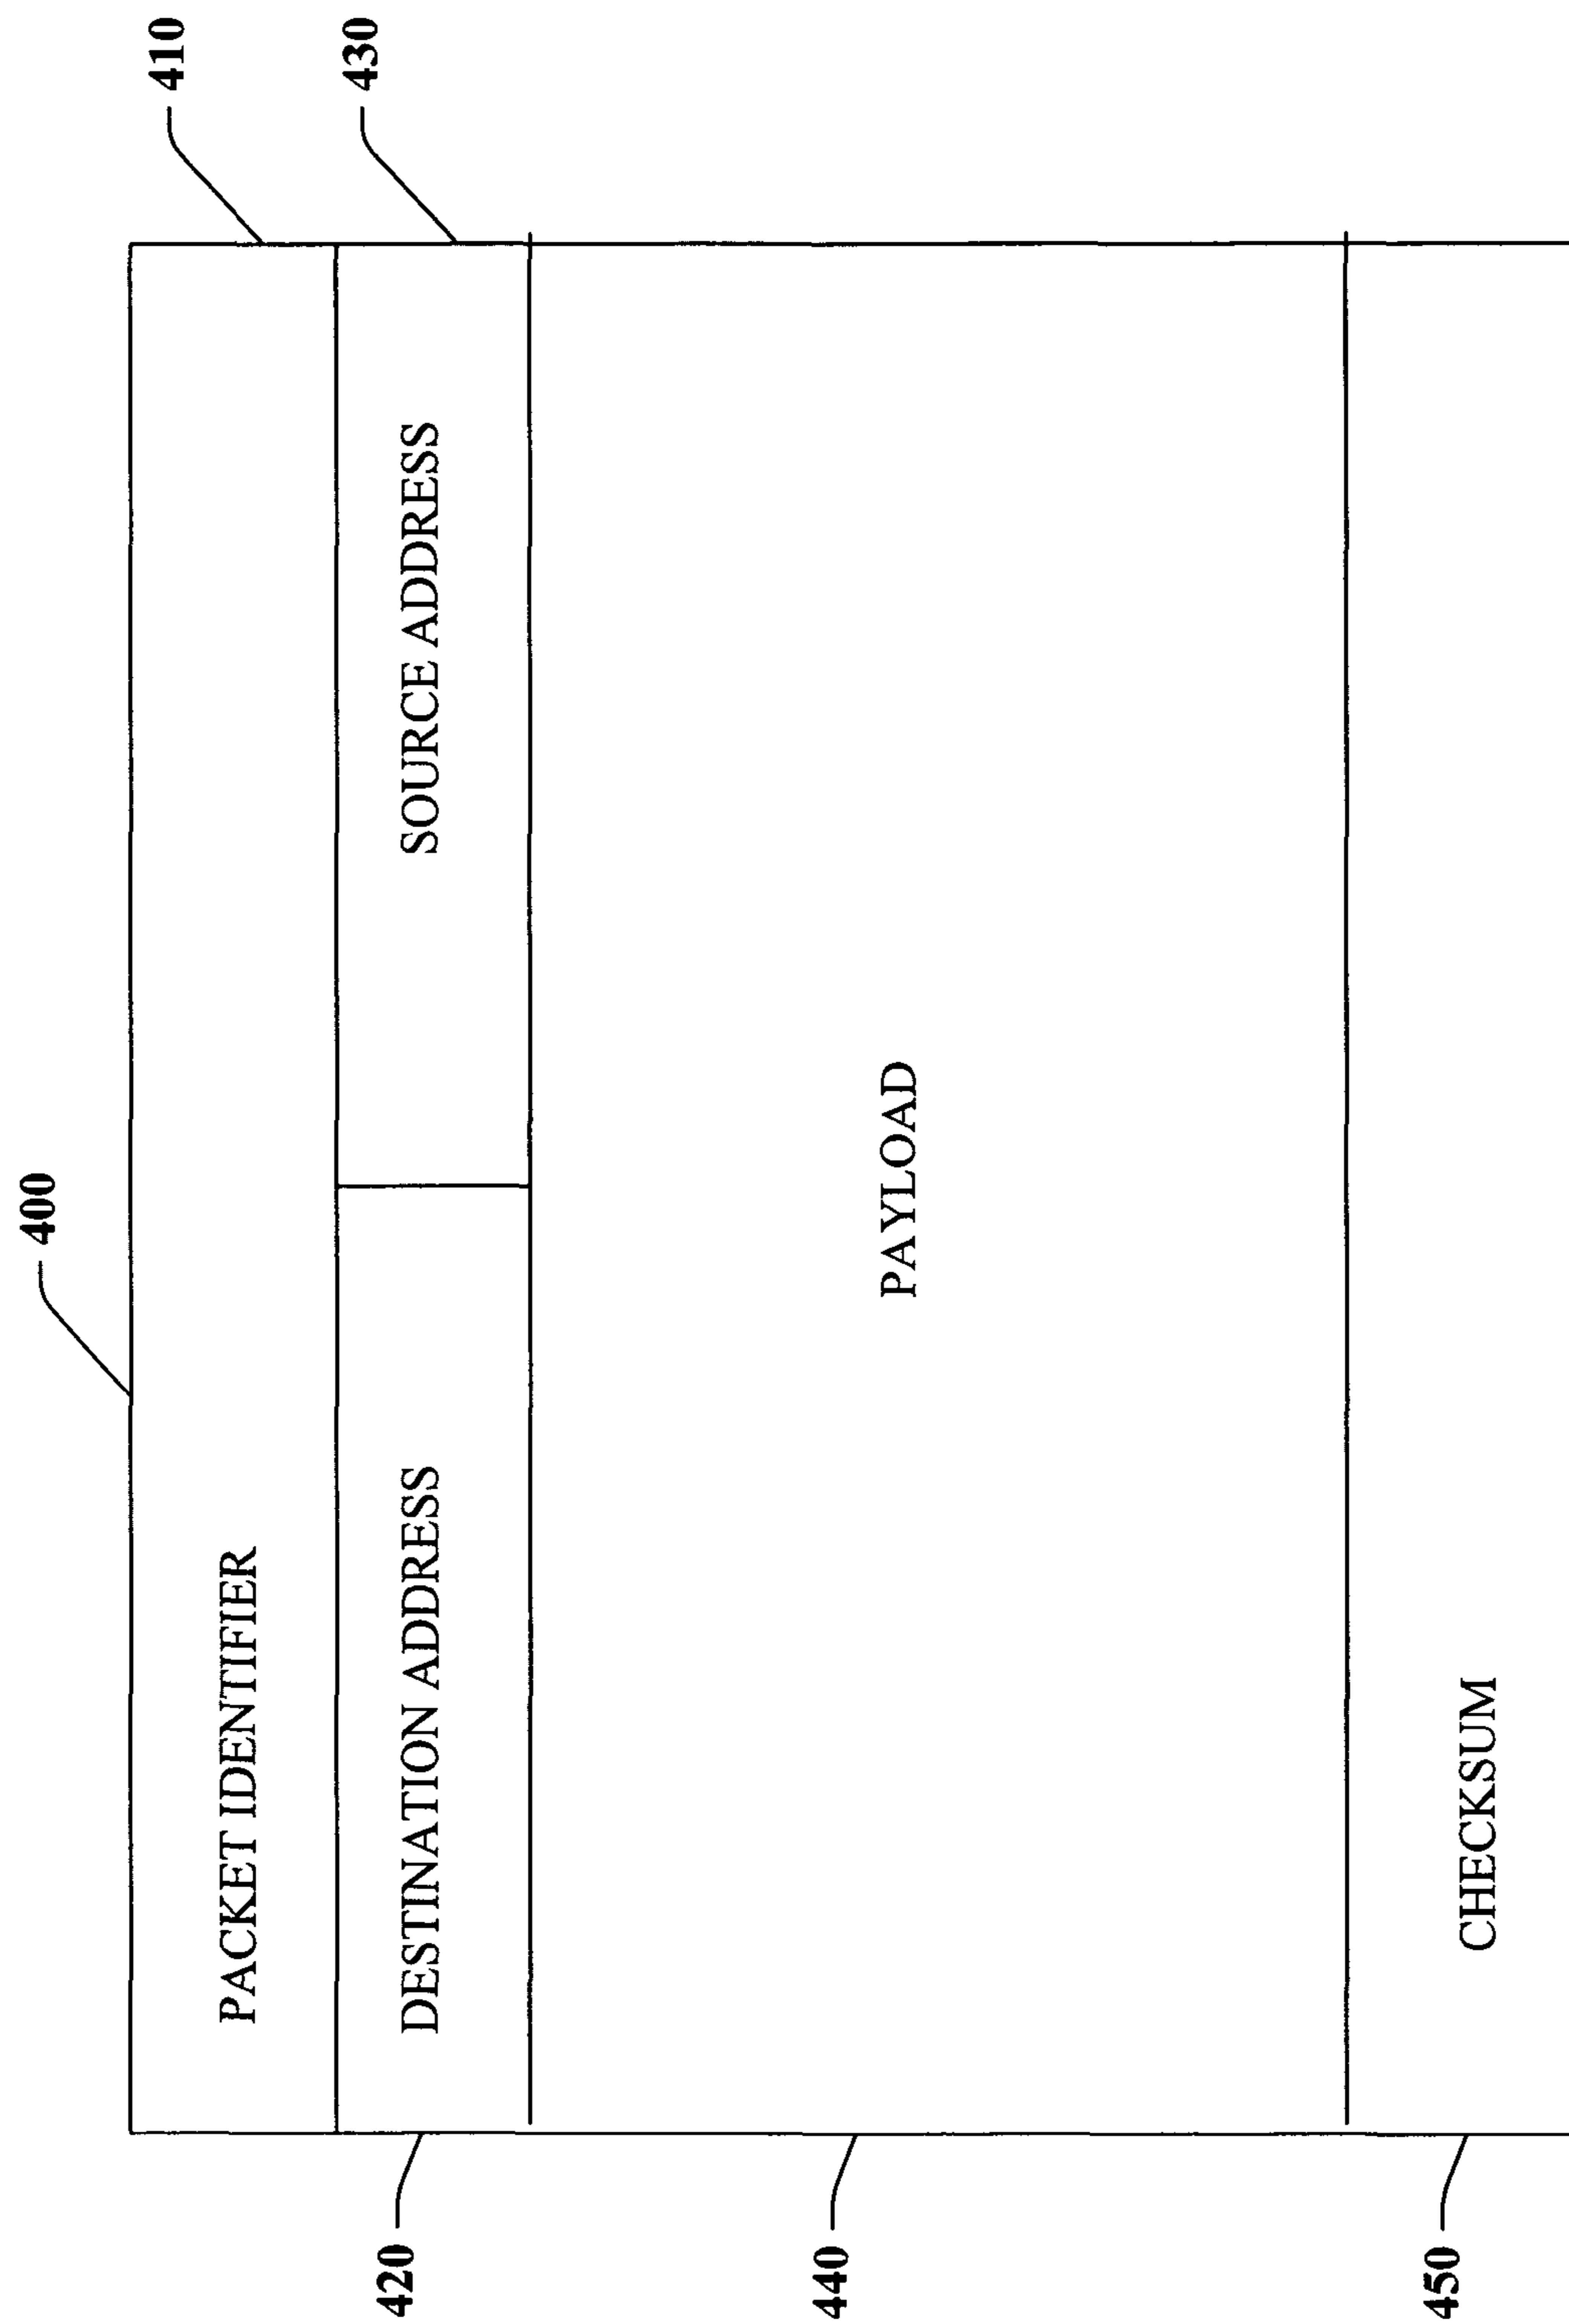 400
410
PACKET IDENTIFIER
430
420
DESTINATION ADDRESS
SOURCE ADDRESS
440
PAYLOAD
450
CHECKSUM